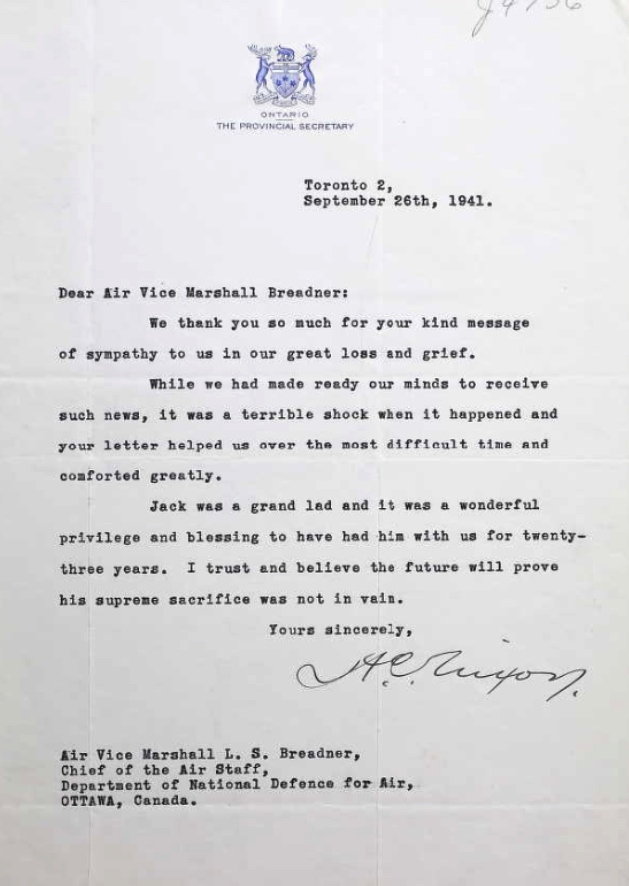 J4756
ONTARIO
THE PROVINCIAL SECRETARY
Toronto 2,
September 26th, 1941.
Dear Air Vice Marshall Breadner:
We thank you so much for your kind message
of sympathy to us in our great loss and grief.
While we had made ready our minds to receive
such news, it was a terrible shock when it happened and
your letter helped us over the most difficult time and
comforted greatly.
Jack was a grand lad and it was a wonderful
privilege and blessing to have had him with us for twenty-
three years. I trust and believe the future will prove
his supreme sacrifice was not in vain.
Yours sincerely,
H.C. Nixon.
Air Vice Marshall L. S. Breadner,
Chief of the Air Staff,
Department of National Defence for Air,
OTTAWA, Canada.